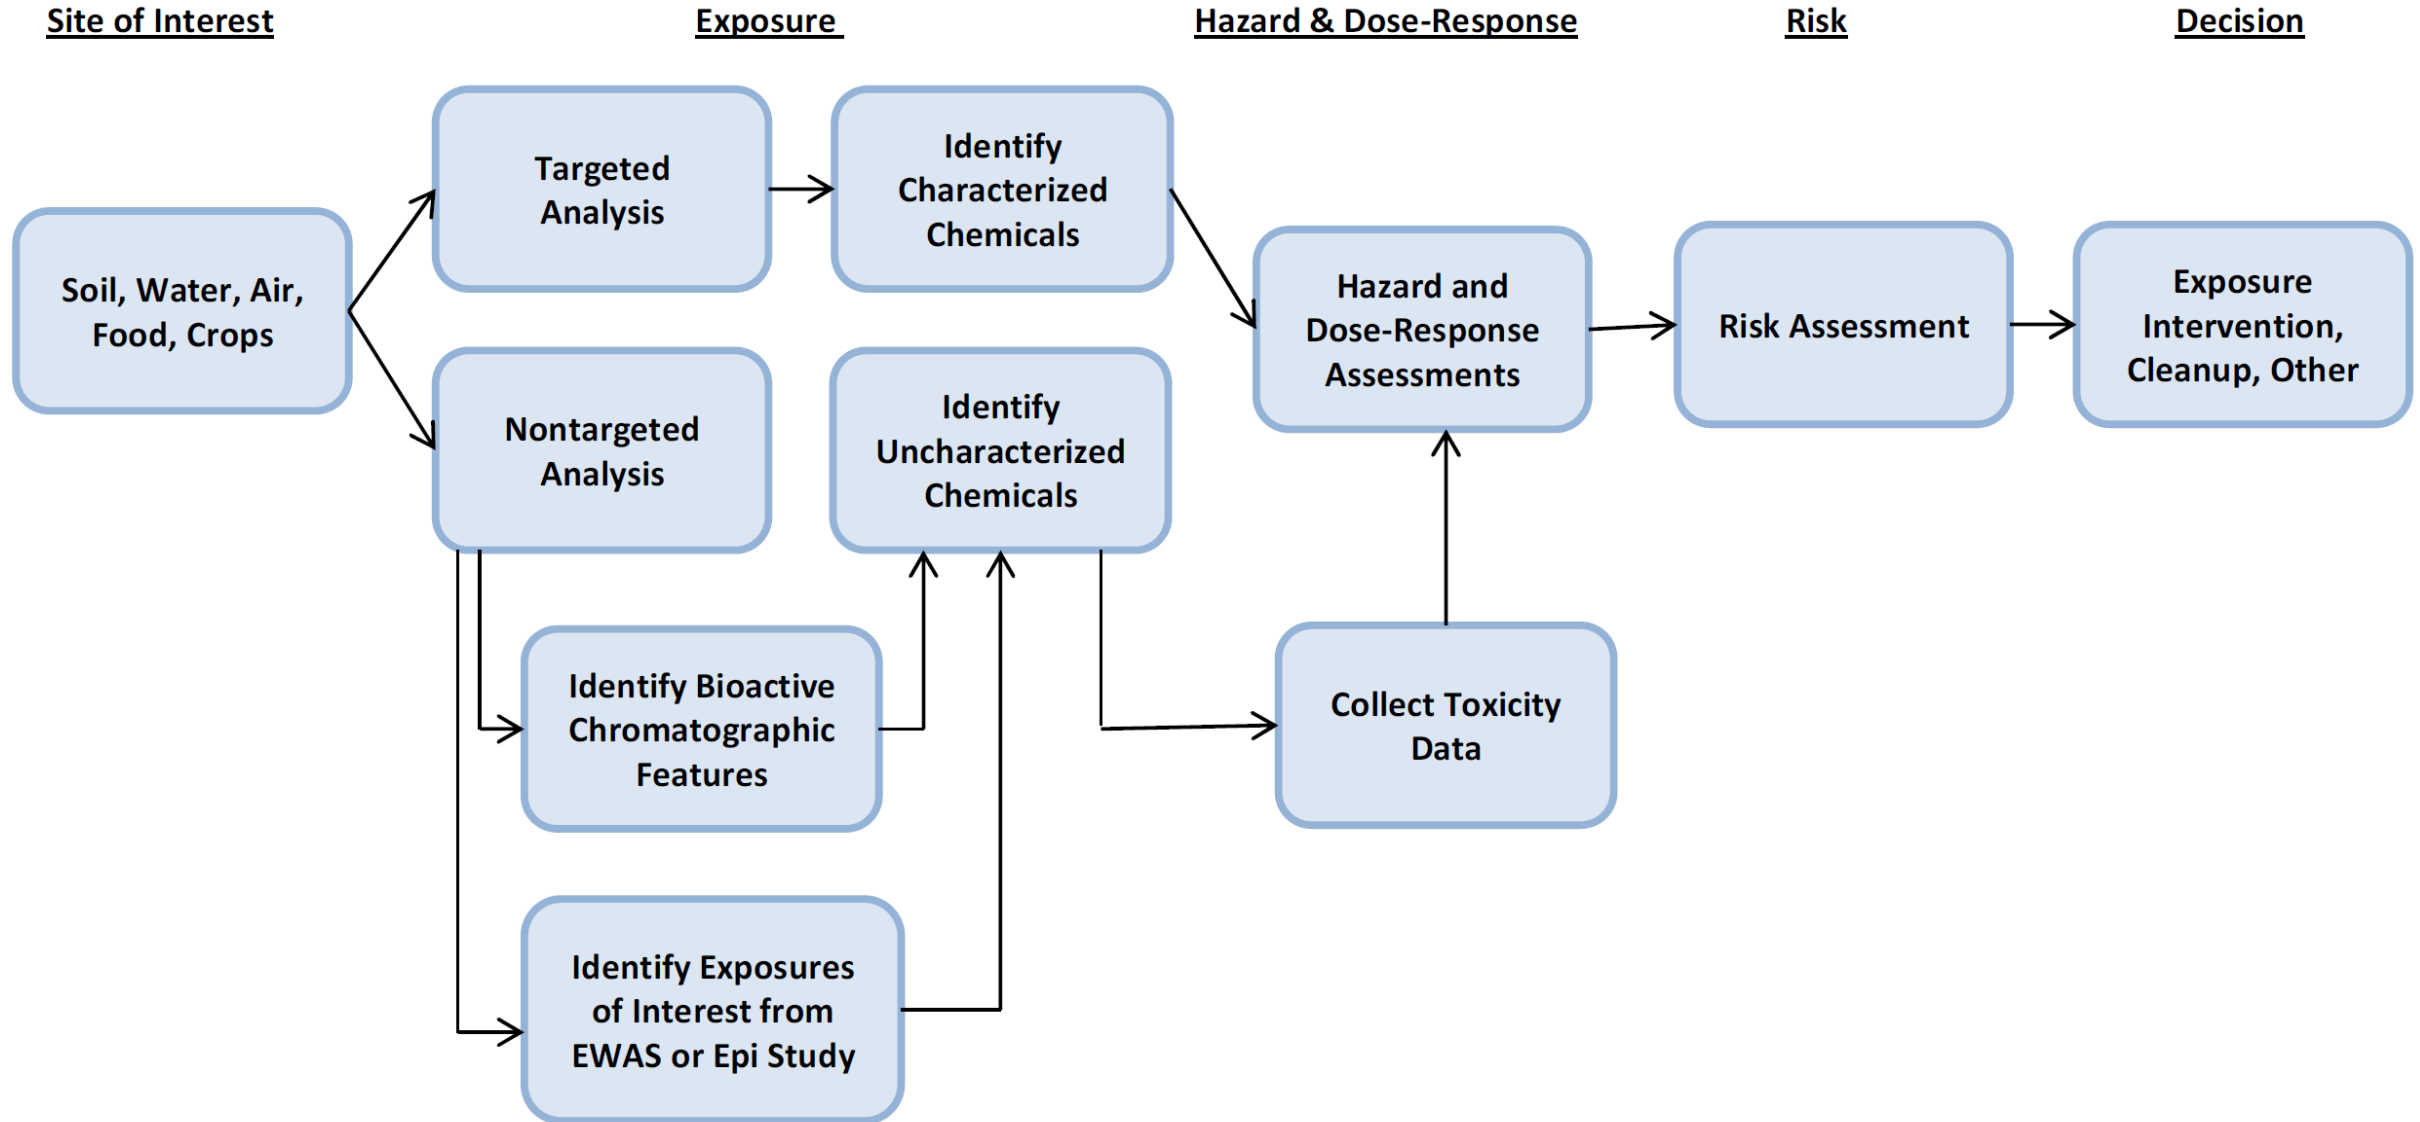 Site of Interest
Exposure
Hazard & Dose-Response
Risk
Decision
Soil, Water, Air,
Food, Crops
Targeted
Analysis
Identify
Characterized
Chemicals
Nontargeted
Analysis
Identify
Uncharacterized
Chemicals
Identify Bioactive
Chromatographic
Features
Identify Exposures
of Interest from
EWAS or Epi Study
Hazard and
Dose-Response
Assessments
Collect Toxicity
Data
Risk Assessment
Exposure
Intervention,
Cleanup, Other